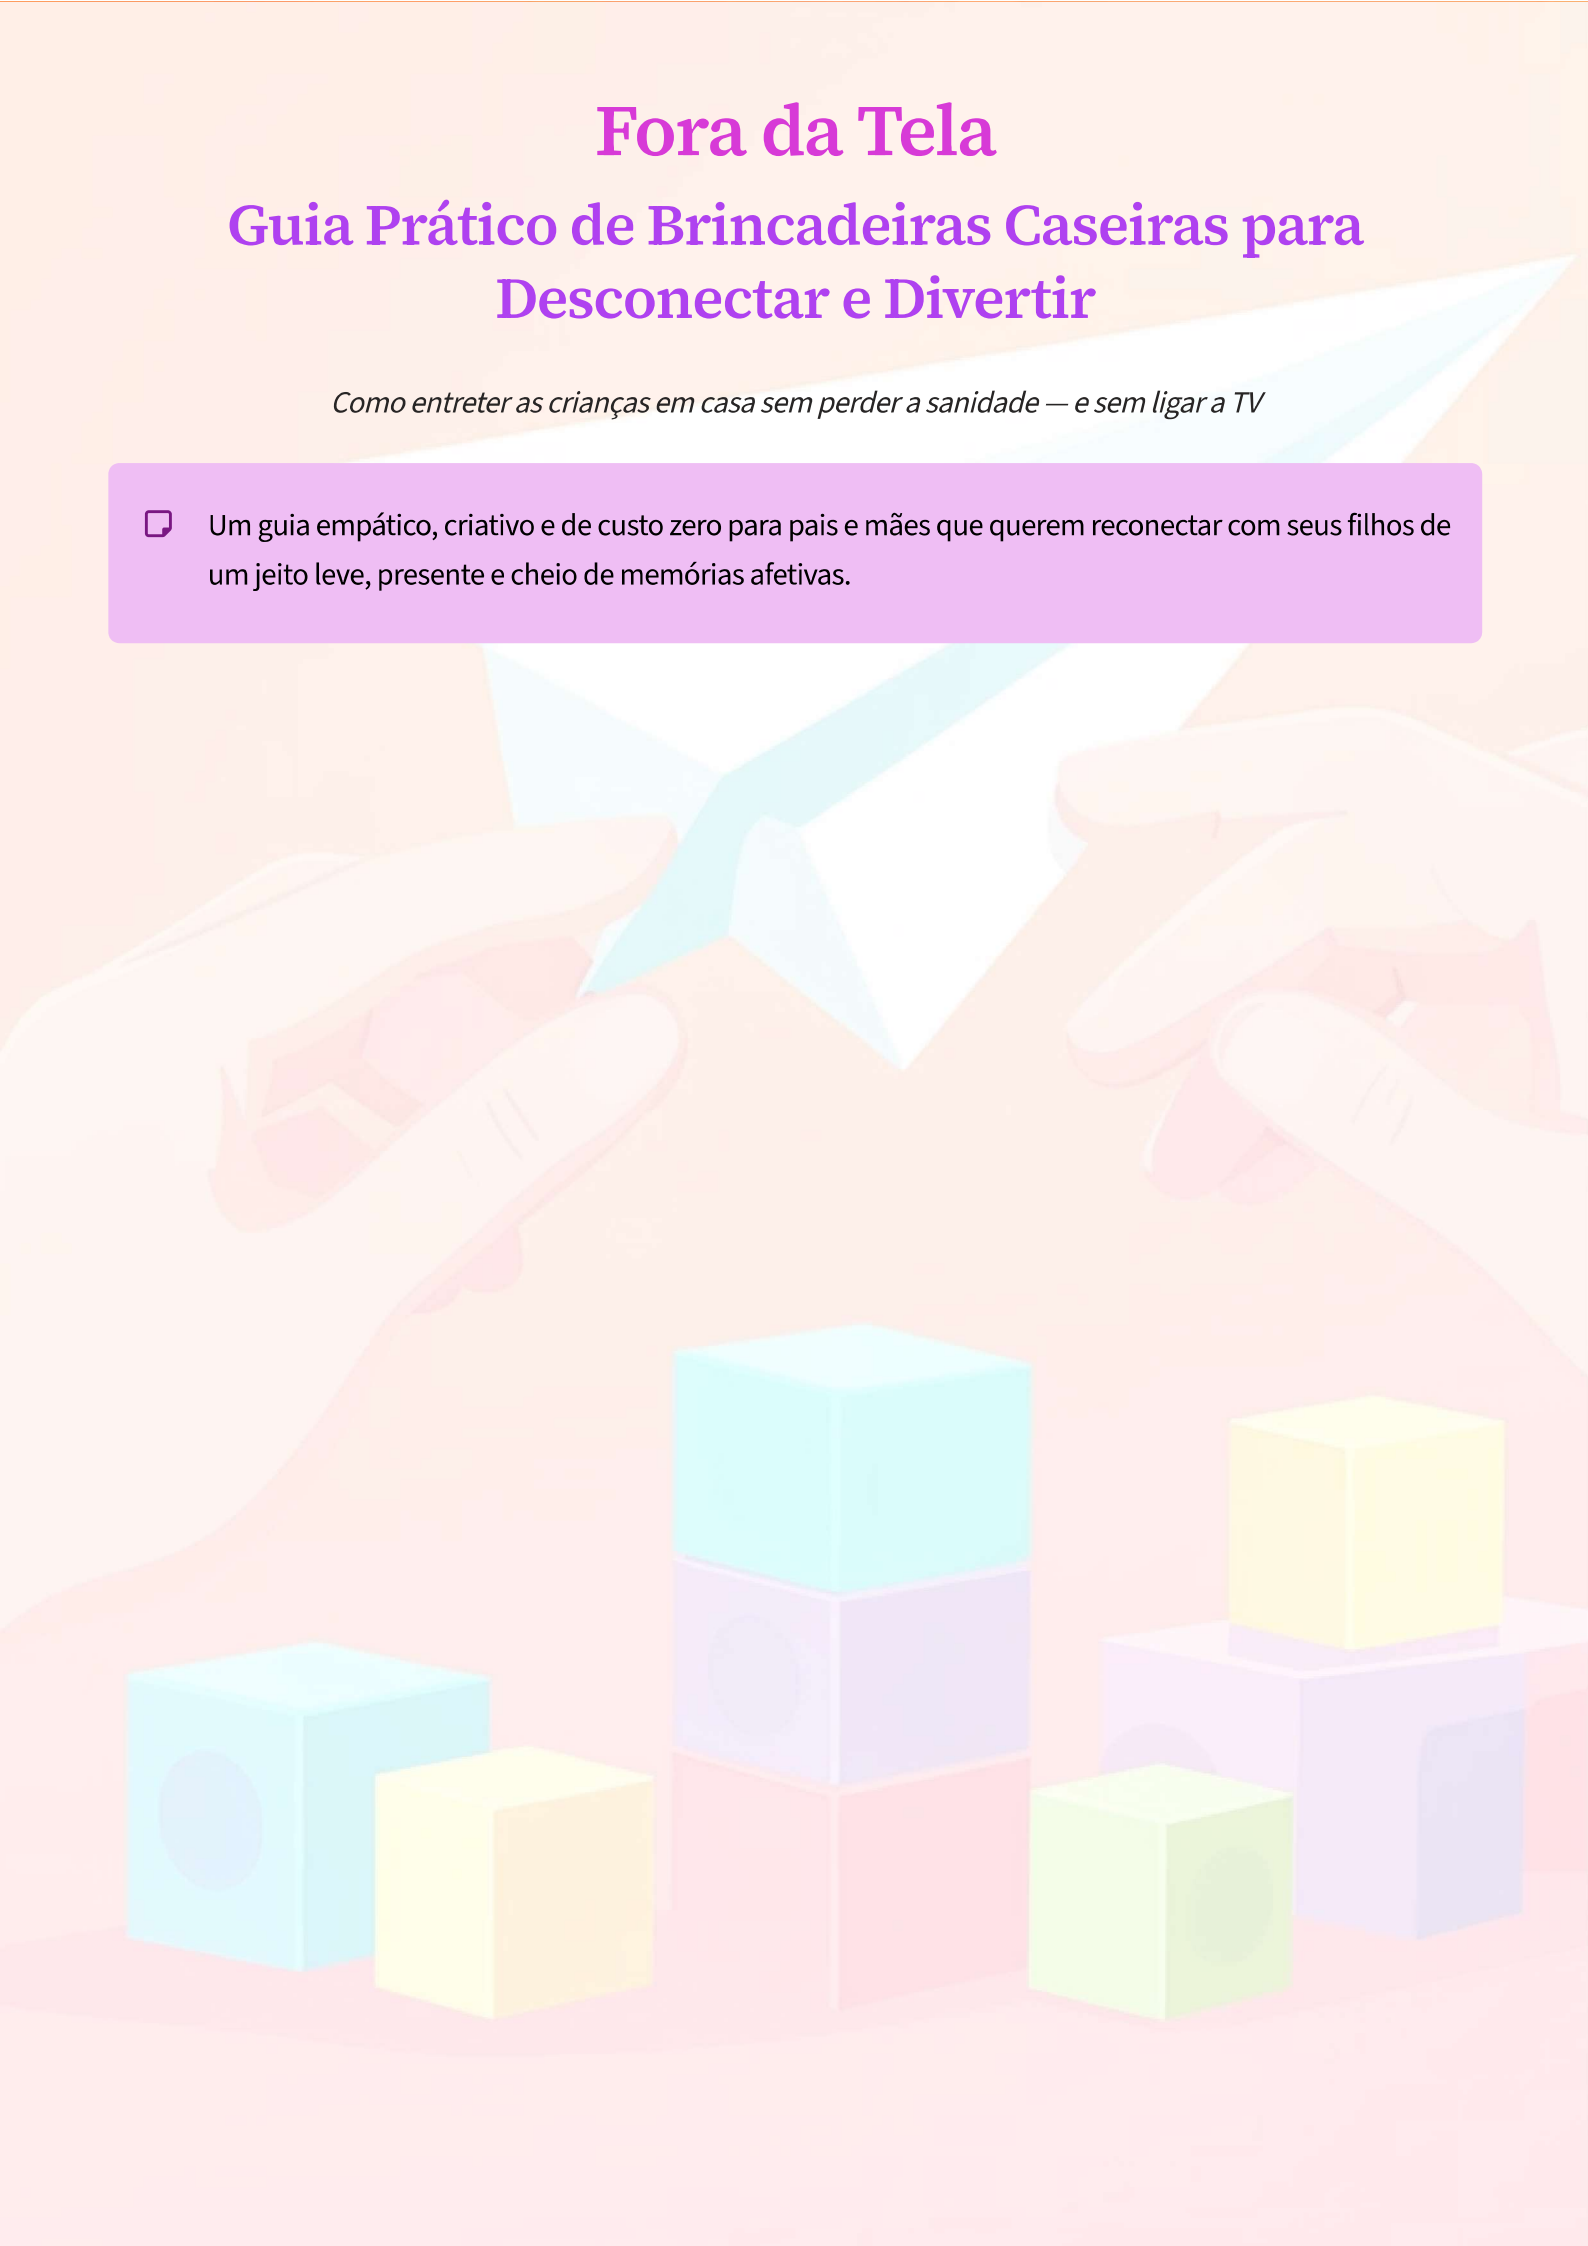 Fora da Tela
Guia Prático de Brincadeiras Caseiras para
Desconectar e Divertir
Como entreter as crianças em casa sem perder a sanidade — e sem ligar a TV
Um guia empático, criativo e de custo zero para pais e mães que querem reconectar com seus filhos de
um jeito leve, presente e cheio de memórias afetivas.